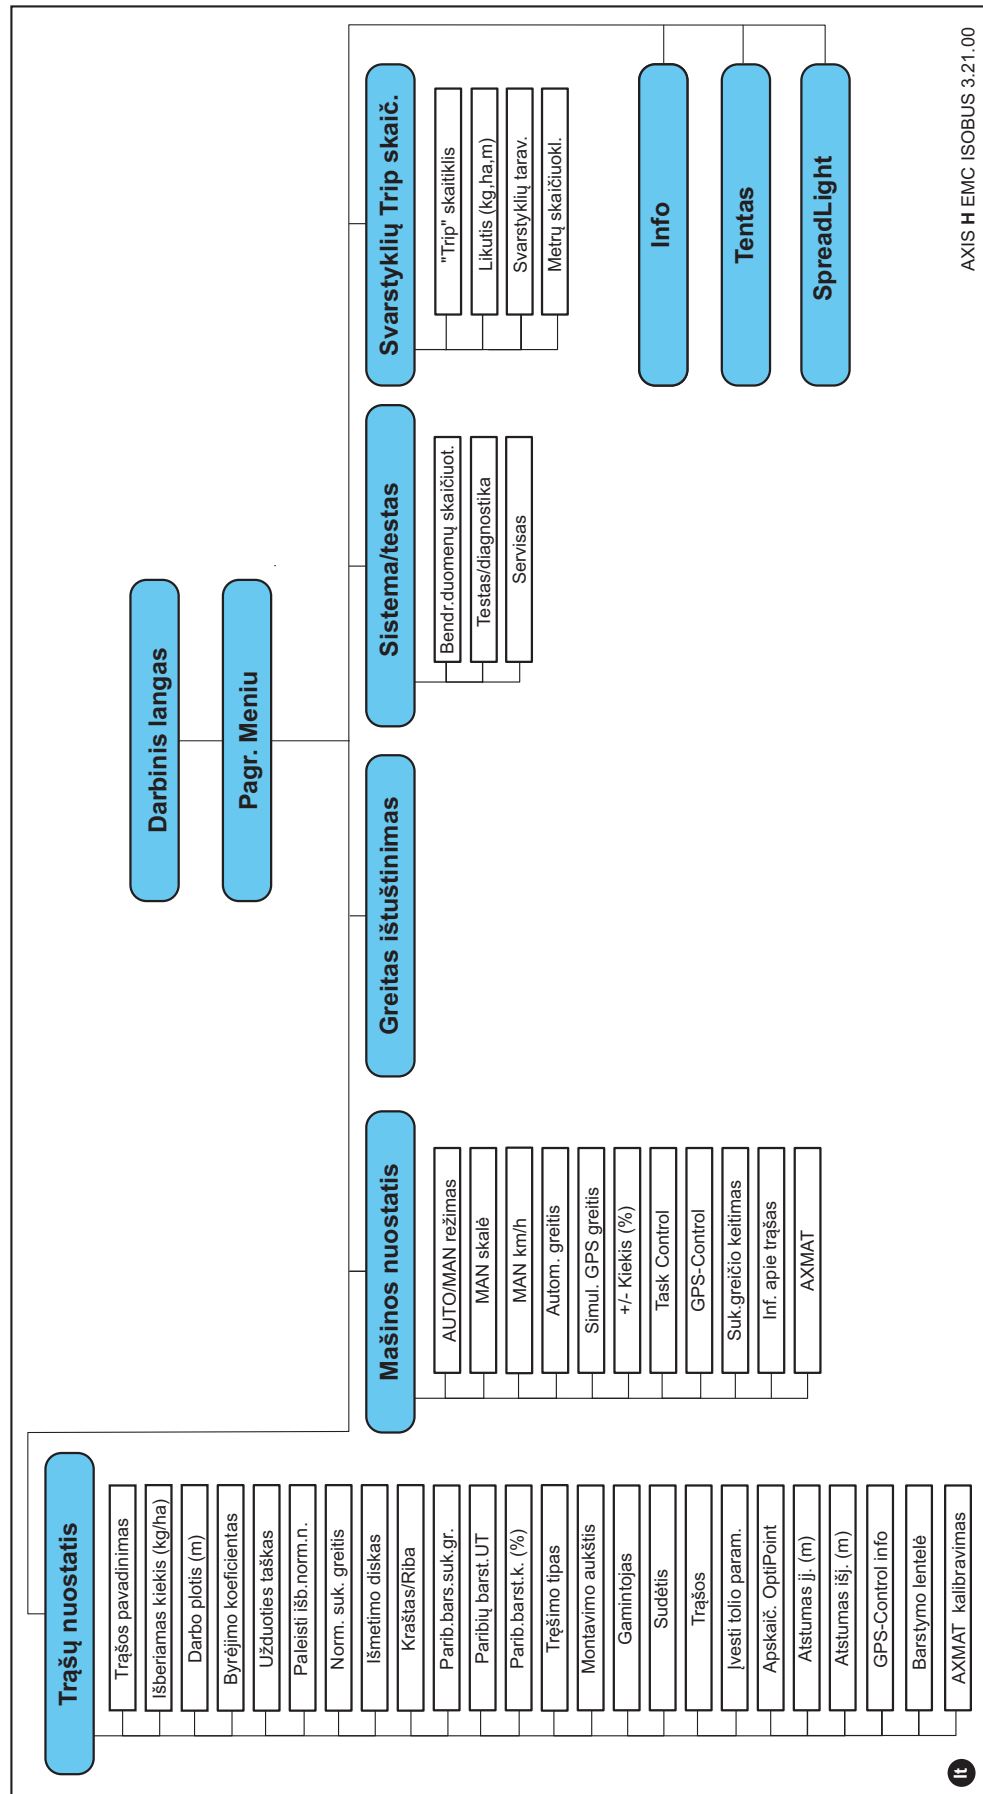 Darbinis langas
Pagr. Meniu
Trąšų nuostatis
Trąšos pavadinimas
Išberiamas kiekis (kg/ha)
Darbo plotis (m)
Byrėjimo koeficientas
Užduoties taškas
Paleisti išb.norm.n.
Norm. suk. greitis
Išmetimo diskas
Kraštas/Riba
Parib.bars.suk.gr.
Paribių barst.UT
Parib.barst.k. (%)
Tręšimo tipas
Montavimo aukštis
Gamintojas
Sudėtis
Trąšos
Įvesti tolio param.
Apskaič. OptiPoint
Atstumas įj. (m)
Atstumas išj. (m)
GPS-Control info
Barstymo lentelė
AXMAT kalibravimas
Mašinos nuostatis
AUTO/MAN režimas
MAN skalė
MAN km/h
Autom. greitis
Simul. GPS greitis
+/- Kiekis (%)
Task Control
GPS-Control
Suk.greičio keitimas
Inf. apie trąšas
AXMAT
Greitas ištuštinimas
Sistema/testas
Bendr.duomenų skaičiuot.
Testas/diagnostika
Servisas
Svarstyklių Trip skaič.
"Trip" skaitiklis
Likutis (kg,ha,m)
Svarstyklių tarav.
Metrų skaičiuokl.
Info
Tentas
SpreadLight
lt
AXIS H EMC ISOBUS 3.21.00